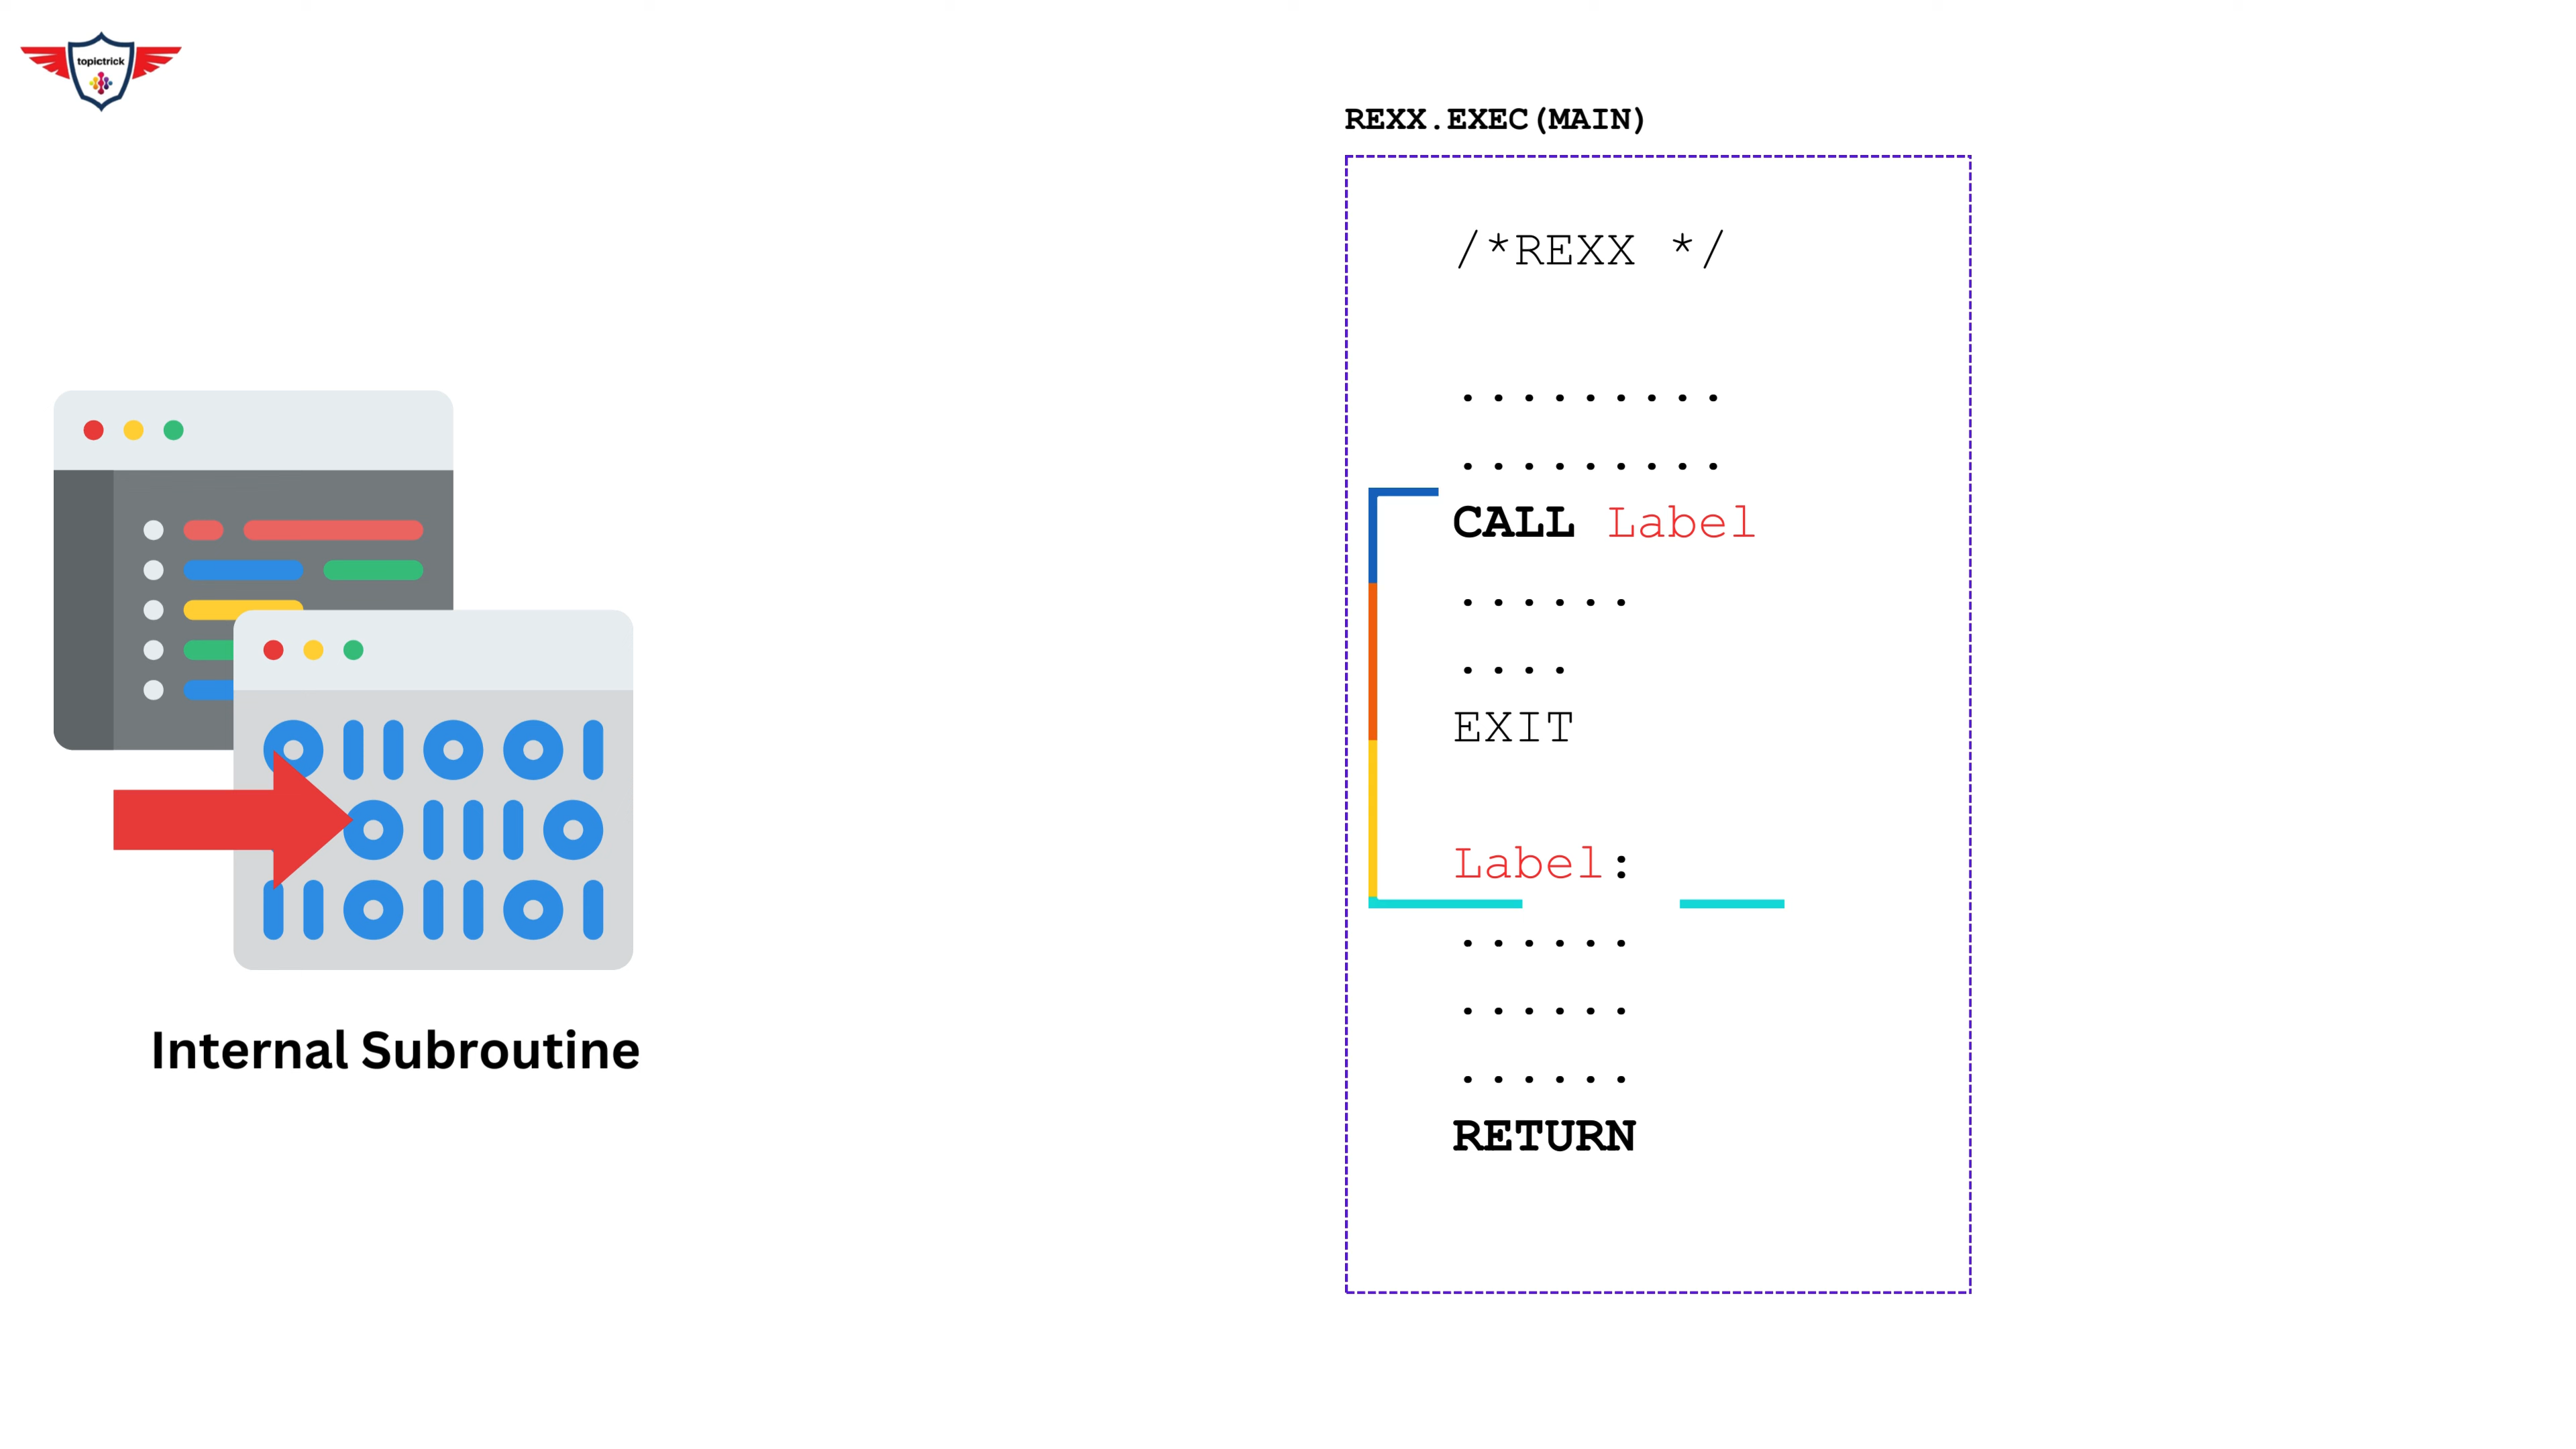 topictrick
REXX.EXEC(MAIN)
/*REXX */
.........
.........
CALL Label
......
....
EXIT
Label:
......
......
......
RETURN
Internal Subroutine